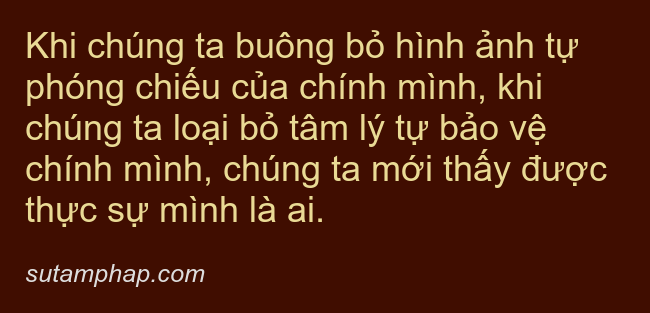 Khi chúng ta buông bỏ hình ảnh tự
phóng chiếu của chính mình, khi
chúng ta loại bỏ tâm lý tự bảo vệ
chính mình, chúng ta mới thấy được
thực sự mình là ai.
sutamphap.com